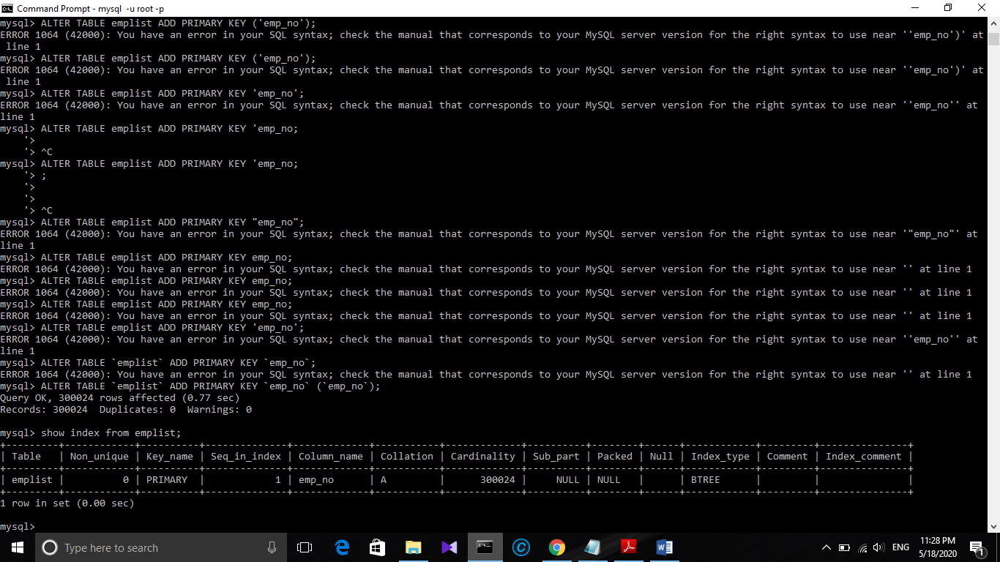 Command Prompt - mysql -u root -p
mysql> ALTER TABLE emplist ADD PRIMARY KEY ('emp_no');
ERROR 1064 (42000): You have an error in your SQL syntax; check the manual that corresponds to your MySQL server version for the right syntax to use near ''emp_no')' at
 line 1
mysql> ALTER TABLE emplist ADD PRIMARY KEY ('emp_no');
ERROR 1064 (42000): You have an error in your SQL syntax; check the manual that corresponds to your MySQL server version for the right syntax to use near ''emp_no')' at
 line 1
mysql> ALTER TABLE emplist ADD PRIMARY KEY 'emp_no';
ERROR 1064 (42000): You have an error in your SQL syntax; check the manual that corresponds to your MySQL server version for the right syntax to use near ''emp_no'' at
line 1
mysql> ALTER TABLE emplist ADD PRIMARY KEY 'emp_no;
    '>
    '> ^C
mysql> ALTER TABLE emplist ADD PRIMARY KEY 'emp_no;
    '> ;
    '>
    '>
    '> ^C
mysql> ALTER TABLE emplist ADD PRIMARY KEY "emp_no";
ERROR 1064 (42000): You have an error in your SQL syntax; check the manual that corresponds to your MySQL server version for the right syntax to use near '"emp_no"' at
line 1
mysql> ALTER TABLE emplist ADD PRIMARY KEY emp_no;
ERROR 1064 (42000): You have an error in your SQL syntax; check the manual that corresponds to your MySQL server version for the right syntax to use near '' at line 1
mysql> ALTER TABLE emplist ADD PRIMARY KEY emp_no;
ERROR 1064 (42000): You have an error in your SQL syntax; check the manual that corresponds to your MySQL server version for the right syntax to use near '' at line 1
mysql> ALTER TABLE emplist ADD PRIMARY KEY emp_no;
ERROR 1064 (42000): You have an error in your SQL syntax; check the manual that corresponds to your MySQL server version for the right syntax to use near '' at line 1
mysql> ALTER TABLE emplist ADD PRIMARY KEY 'emp_no';
ERROR 1064 (42000): You have an error in your SQL syntax; check the manual that corresponds to your MySQL server version for the right syntax to use near ''emp_no'' at
line 1
mysql> ALTER TABLE `emplist` ADD PRIMARY KEY `emp_no`;
ERROR 1064 (42000): You have an error in your SQL syntax; check the manual that corresponds to your MySQL server version for the right syntax to use near '' at line 1
mysql> ALTER TABLE `emplist` ADD PRIMARY KEY `emp_no` (`emp_no`);
Query OK, 300024 rows affected (0.77 sec)
Records: 300024  Duplicates: 0  Warnings: 0
mysql> show index from emplist;
+---------+------------+----------+--------------+-------------+-----------+-------------+----------+--------+------+------------+---------+---------------+
| Table   | Non_unique | Key_name | Seq_in_index | Column_name | Collation | Cardinality | Sub_part | Packed | Null | Index_type | Comment | Index_comment |
+---------+------------+----------+--------------+-------------+-----------+-------------+----------+--------+------+------------+---------+---------------+
| emplist |          0 | PRIMARY  |            1 | emp_no      | A         |      300024 |     NULL | NULL   |      | BTREE      |         |               |
+---------+------------+----------+--------------+-------------+-----------+-------------+----------+--------+------+------------+---------+---------------+
1 row in set (0.00 sec)
mysql>
Type here to search
ENG
11:28 PM
5/18/2020
1